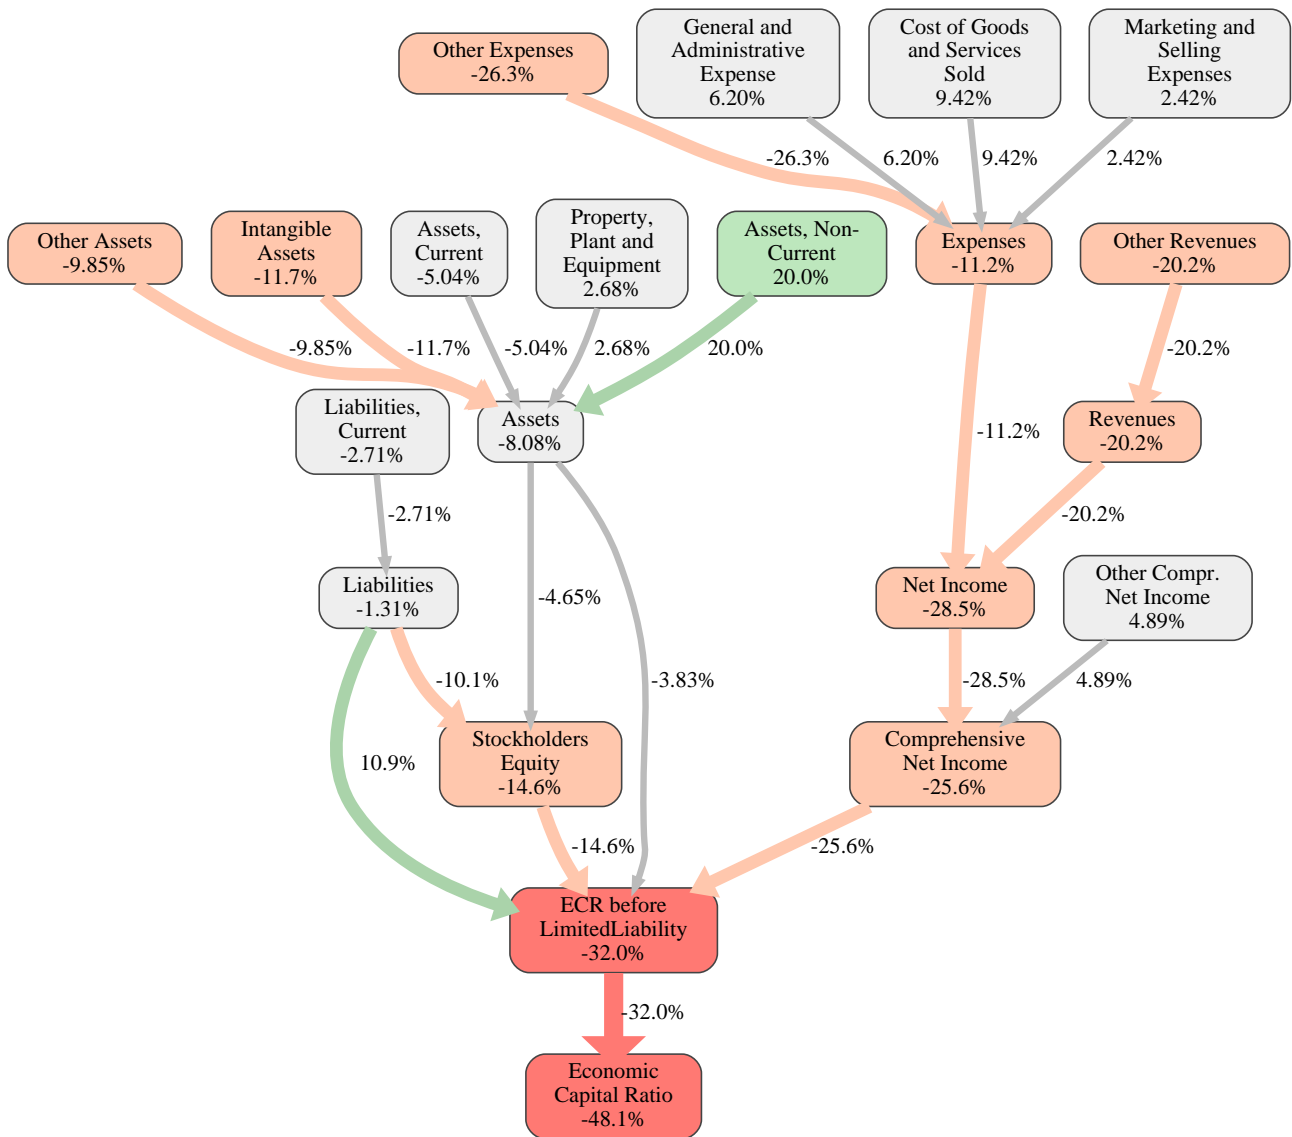 Other Expenses
-26.3%
General and
Administrative
Expense
6.20%
Cost of Goods
and Services
Sold
9.42%
Marketing and
Selling
Expenses
2.42%
-26.3%
6.20%
9.42%
2.42%
Other Assets
-9.85%
Intangible
Assets
-11.7%
Assets,
Current
-5.04%
Property,
Plant and
Equipment
2.68%
Assets, Non-
Current
20.0%
Expenses
-11.2%
Other Revenues
-20.2%
-9.85%
-11.7%
-5.04%
2.68%
20.0%
-20.2%
Liabilities,
Current
-2.71%
Assets
-8.08%
-11.2%
Revenues
-20.2%
-2.71%
-20.2%
Liabilities
-1.31%
-4.65%
Net Income
-28.5%
Other Compr.
Net Income
4.89%
-10.1%
-3.83%
-28.5%
4.89%
10.9%
Stockholders
Equity
-14.6%
Comprehensive
Net Income
-25.6%
-14.6%
-25.6%
ECR before
LimitedLiability
-32.0%
-32.0%
Economic
Capital Ratio
-48.1%